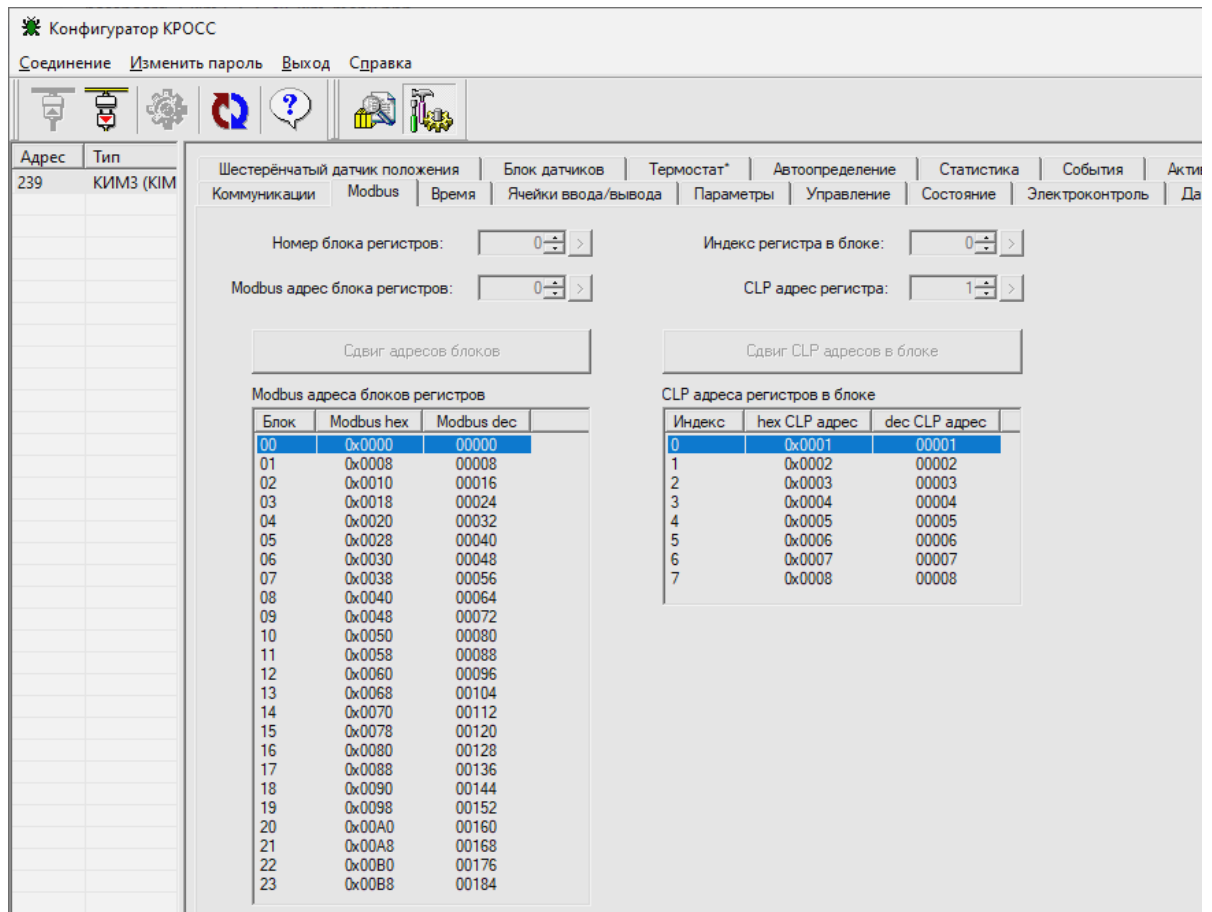 Конфигуратор КРОСС
Соединение Изменить пароль Выход Справка
Адрес Тип
239 КИМ3 (KIM
Шестерёнчатый датчик положения Блок датчиков Термостат* Автоопределение Статистика События Акти
Коммуникации Modbus Время Ячейки ввода/вывода Параметры Управление Состояние Электроконтроль Да
Номер блока регистров: 0 > Индекс регистра в блоке: 0 >
Modbus адрес блока регистров: 0 > CLP адрес регистра: 1 >
Сдвиг адресов блоков Сдвиг CLP адресов в блоке
Modbus адреса блоков регистров
Блок Modbus hex Modbus dec
00 0x0000 00000
01 0x0008 00008
02 0x0010 00016
03 0x0018 00024
04 0x0020 00032
05 0x0028 00040
06 0x0030 00048
07 0x0038 00056
08 0x0040 00064
09 0x0048 00072
10 0x0050 00080
11 0x0058 00088
12 0x0060 00096
13 0x0068 00104
14 0x0070 00112
15 0x0078 00120
16 0x0080 00128
17 0x0088 00136
18 0x0090 00144
19 0x0098 00152
20 0x00A0 00160
21 0x00A8 00168
22 0x00B0 00176
23 0x00B8 00184
CLP адреса регистров в блоке
Индекс hex CLP адрес dec CLP адрес
0 0x0001 00001
1 0x0002 00002
2 0x0003 00003
3 0x0004 00004
4 0x0005 00005
5 0x0006 00006
6 0x0007 00007
7 0x0008 00008